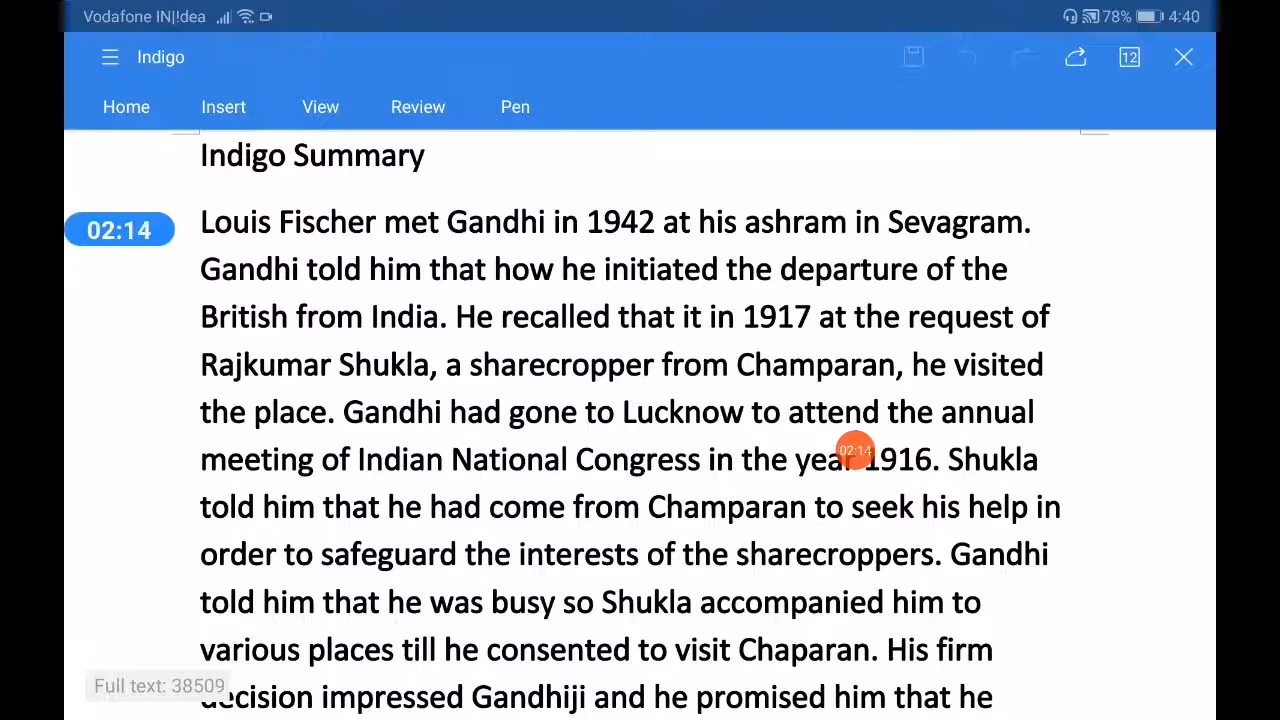 Vodafone IN|!dea 78% 4:40
Indigo 12
Home Insert View Review Pen
Indigo Summary
02:14
Louis Fischer met Gandhi in 1942 at his ashram in Sevagram.
Gandhi told him that how he initiated the departure of the
British from India. He recalled that it in 1917 at the request of
Rajkumar Shukla, a sharecropper from Champaran, he visited
the place. Gandhi had gone to Lucknow to attend the annual
meeting of Indian National Congress in the year 1916. Shukla
02:14
told him that he had come from Champaran to seek his help in
order to safeguard the interests of the sharecroppers. Gandhi
told him that he was busy so Shukla accompanied him to
various places till he consented to visit Chaparan. His firm
Full text: 38509
decision impressed Gandhiji and he promised him that he